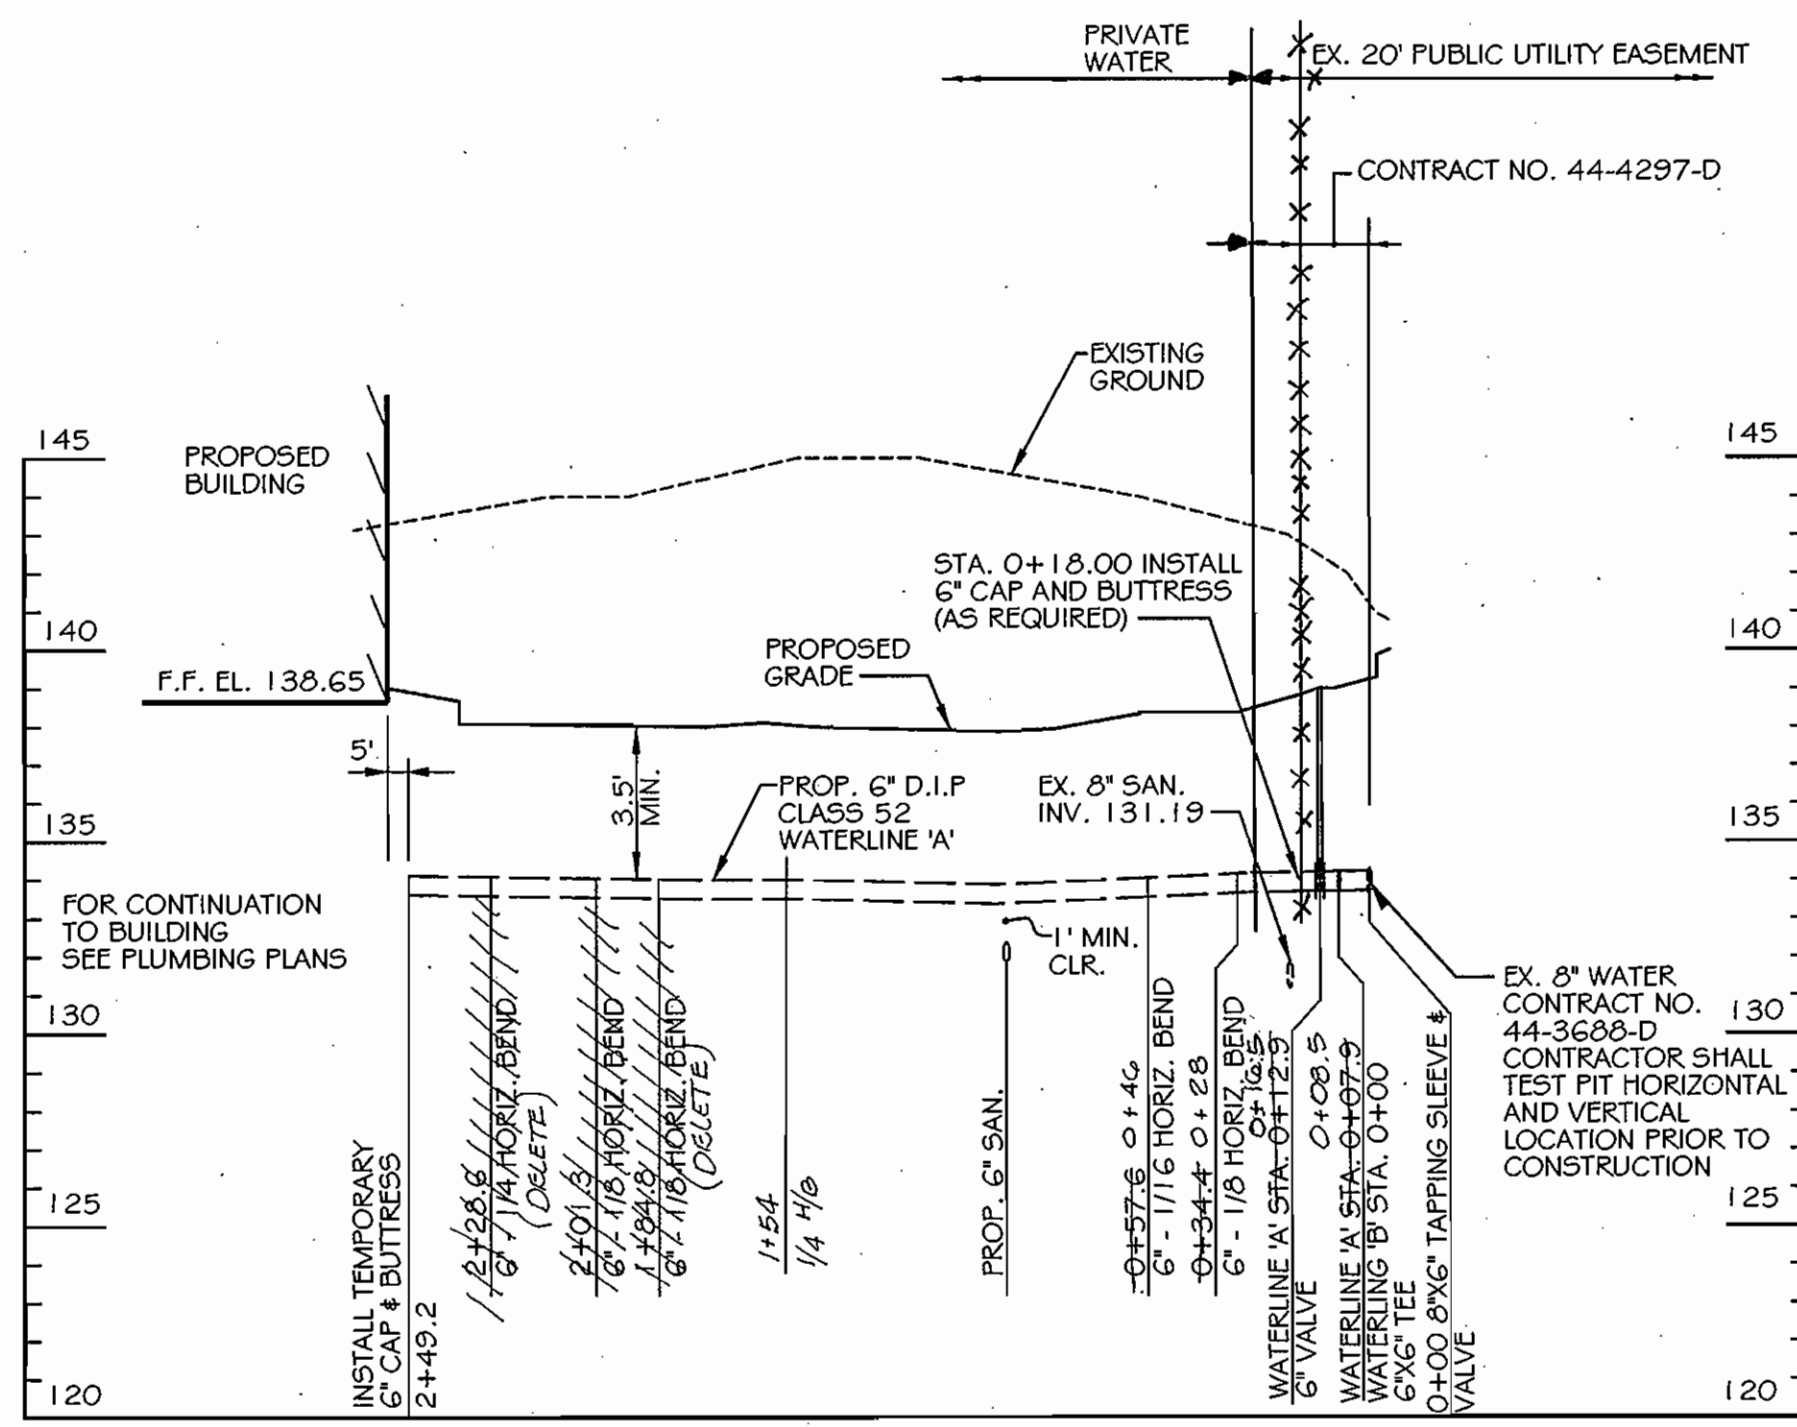 PRIVATE
WATER
EX. 20' PUBLIC UTILITY EASEMENT
CONTRACT NO. 44-4297-D
EXISTING
GROUND
145
PROPOSED
BUILDING
145
STA. 0+18.00 INSTALL
6" CAP AND BUTTRESS
(AS REQUIRED)
140
140
PROPOSED
GRADE
F.F. EL. 138.65
5'
3.5'
MIN.
PROP. 6" D.I.P
CLASS 52
WATERLINE 'A'
EX. 8" SAN.
INV. 131.19
135
135
FOR CONTINUATION
TO BUILDING
SEE PLUMBING PLANS
1' MIN.
CLR.
EX. 8" WATER
CONTRACT NO.
44-3688-D
CONTRACTOR SHALL
TEST PIT HORIZONTAL
AND VERTICAL
LOCATION PRIOR TO
CONSTRUCTION
130
130
125
125
120
120
INSTALL TEMPORARY
6" CAP & BUTTRESS
2+49.2
2+28.6
6" - 1/4 HORIZ. BEND
(DELETE)
2+01.3
6" - 1/8 HORIZ. BEND
1+84.8
6" - 1/8 HORIZ. BEND
(DELETE)
1+54
1/4 H/B
PROP. 6" SAN.
0+57.6 0+46
6" - 1/16 HORIZ. BEND
0+34.4 0+28
6" - 1/8 HORIZ. BEND
0+16.5
WATERLINE 'A' STA. 0+12.9
6" VALVE
0+08.5
WATERLINE 'A' STA. 0+07.9
WATERLING 'B' STA. 0+00
6"X6" TEE
0+00 8"X6" TAPPING SLEEVE &
VALVE